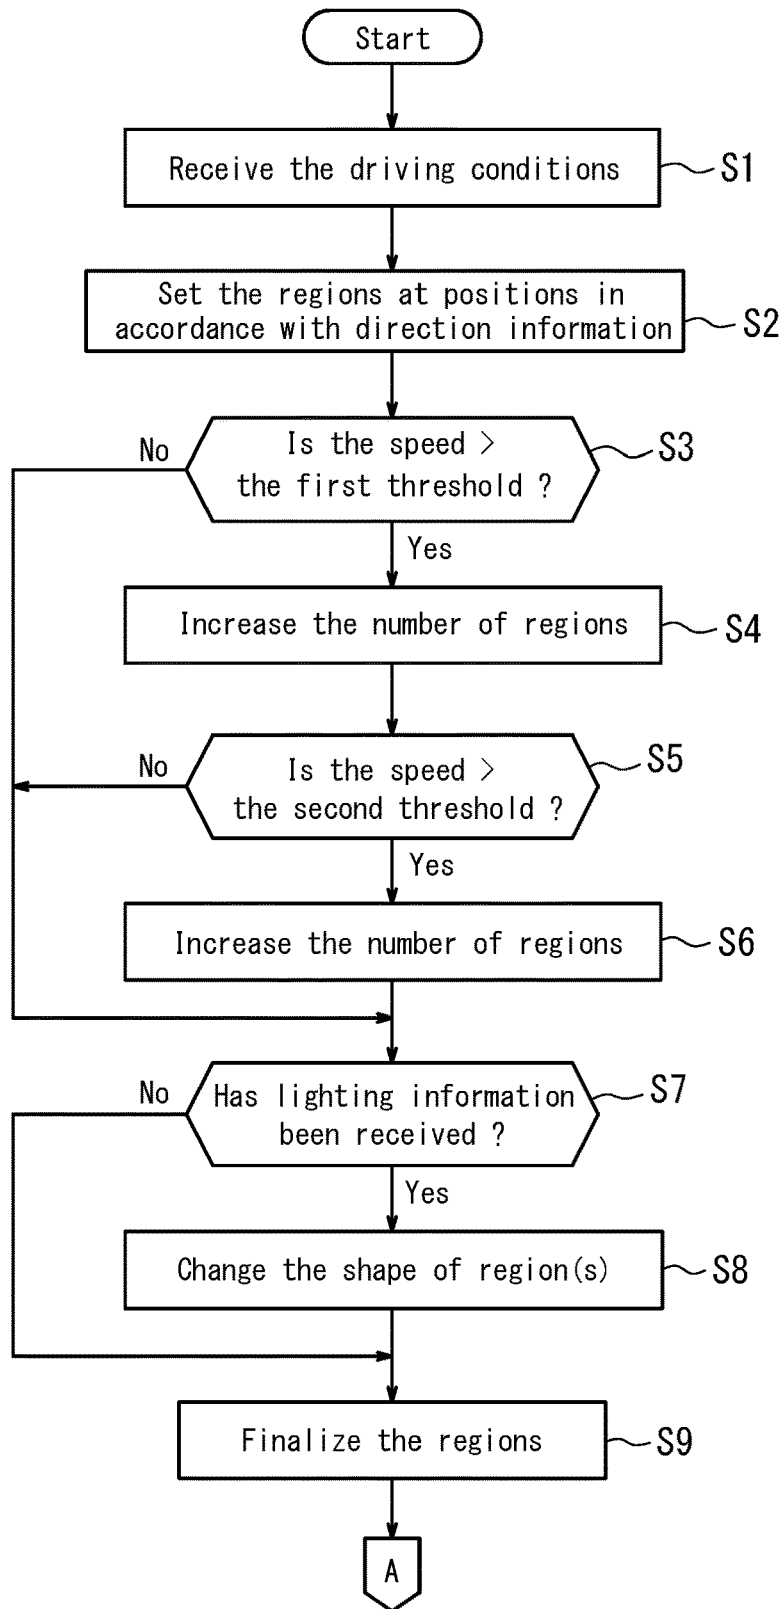 Start
Receive the driving conditions
S1
Set the regions at positions in
accordance with direction information
S2
Is the speed >
the first threshold ?
S3
No
Yes
Increase the number of regions
S4
Is the speed >
the second threshold ?
S5
No
Yes
Increase the number of regions
S6
Has lighting information
been received ?
S7
No
Yes
Change the shape of region(s)
S8
Finalize the regions
S9
A